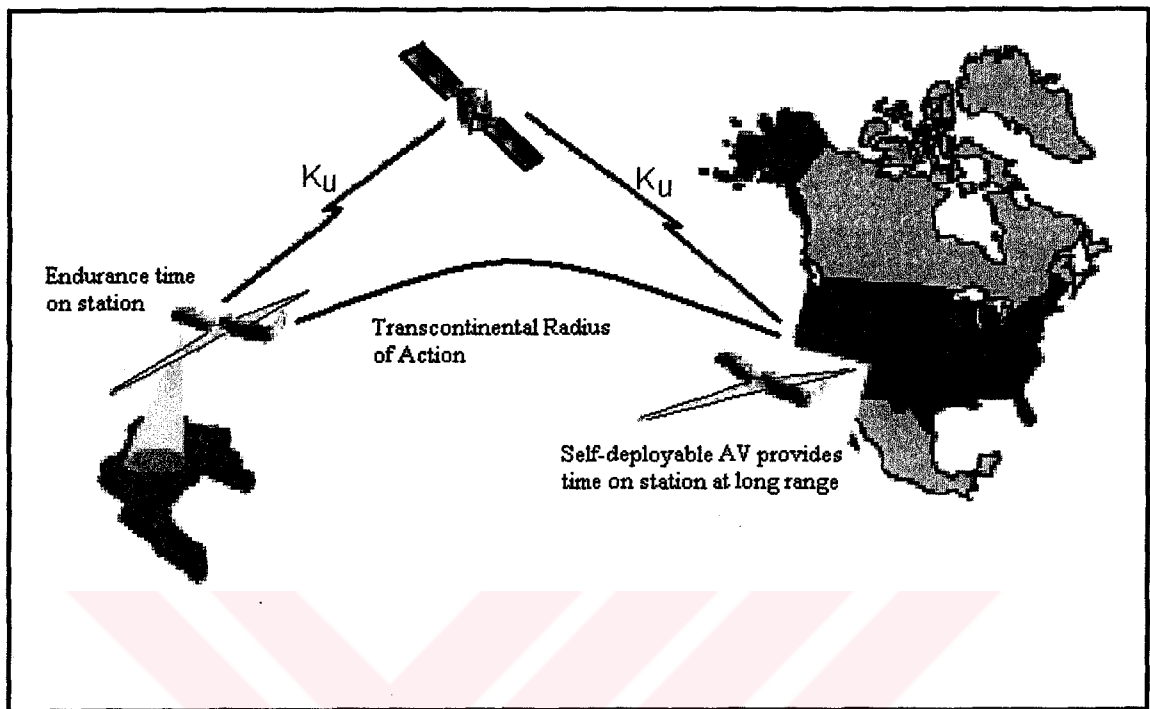 Ku
Ku
Endurance time
on station
Transcontinental Radius
of Action
Self-deployable AV provides
time on station at long range